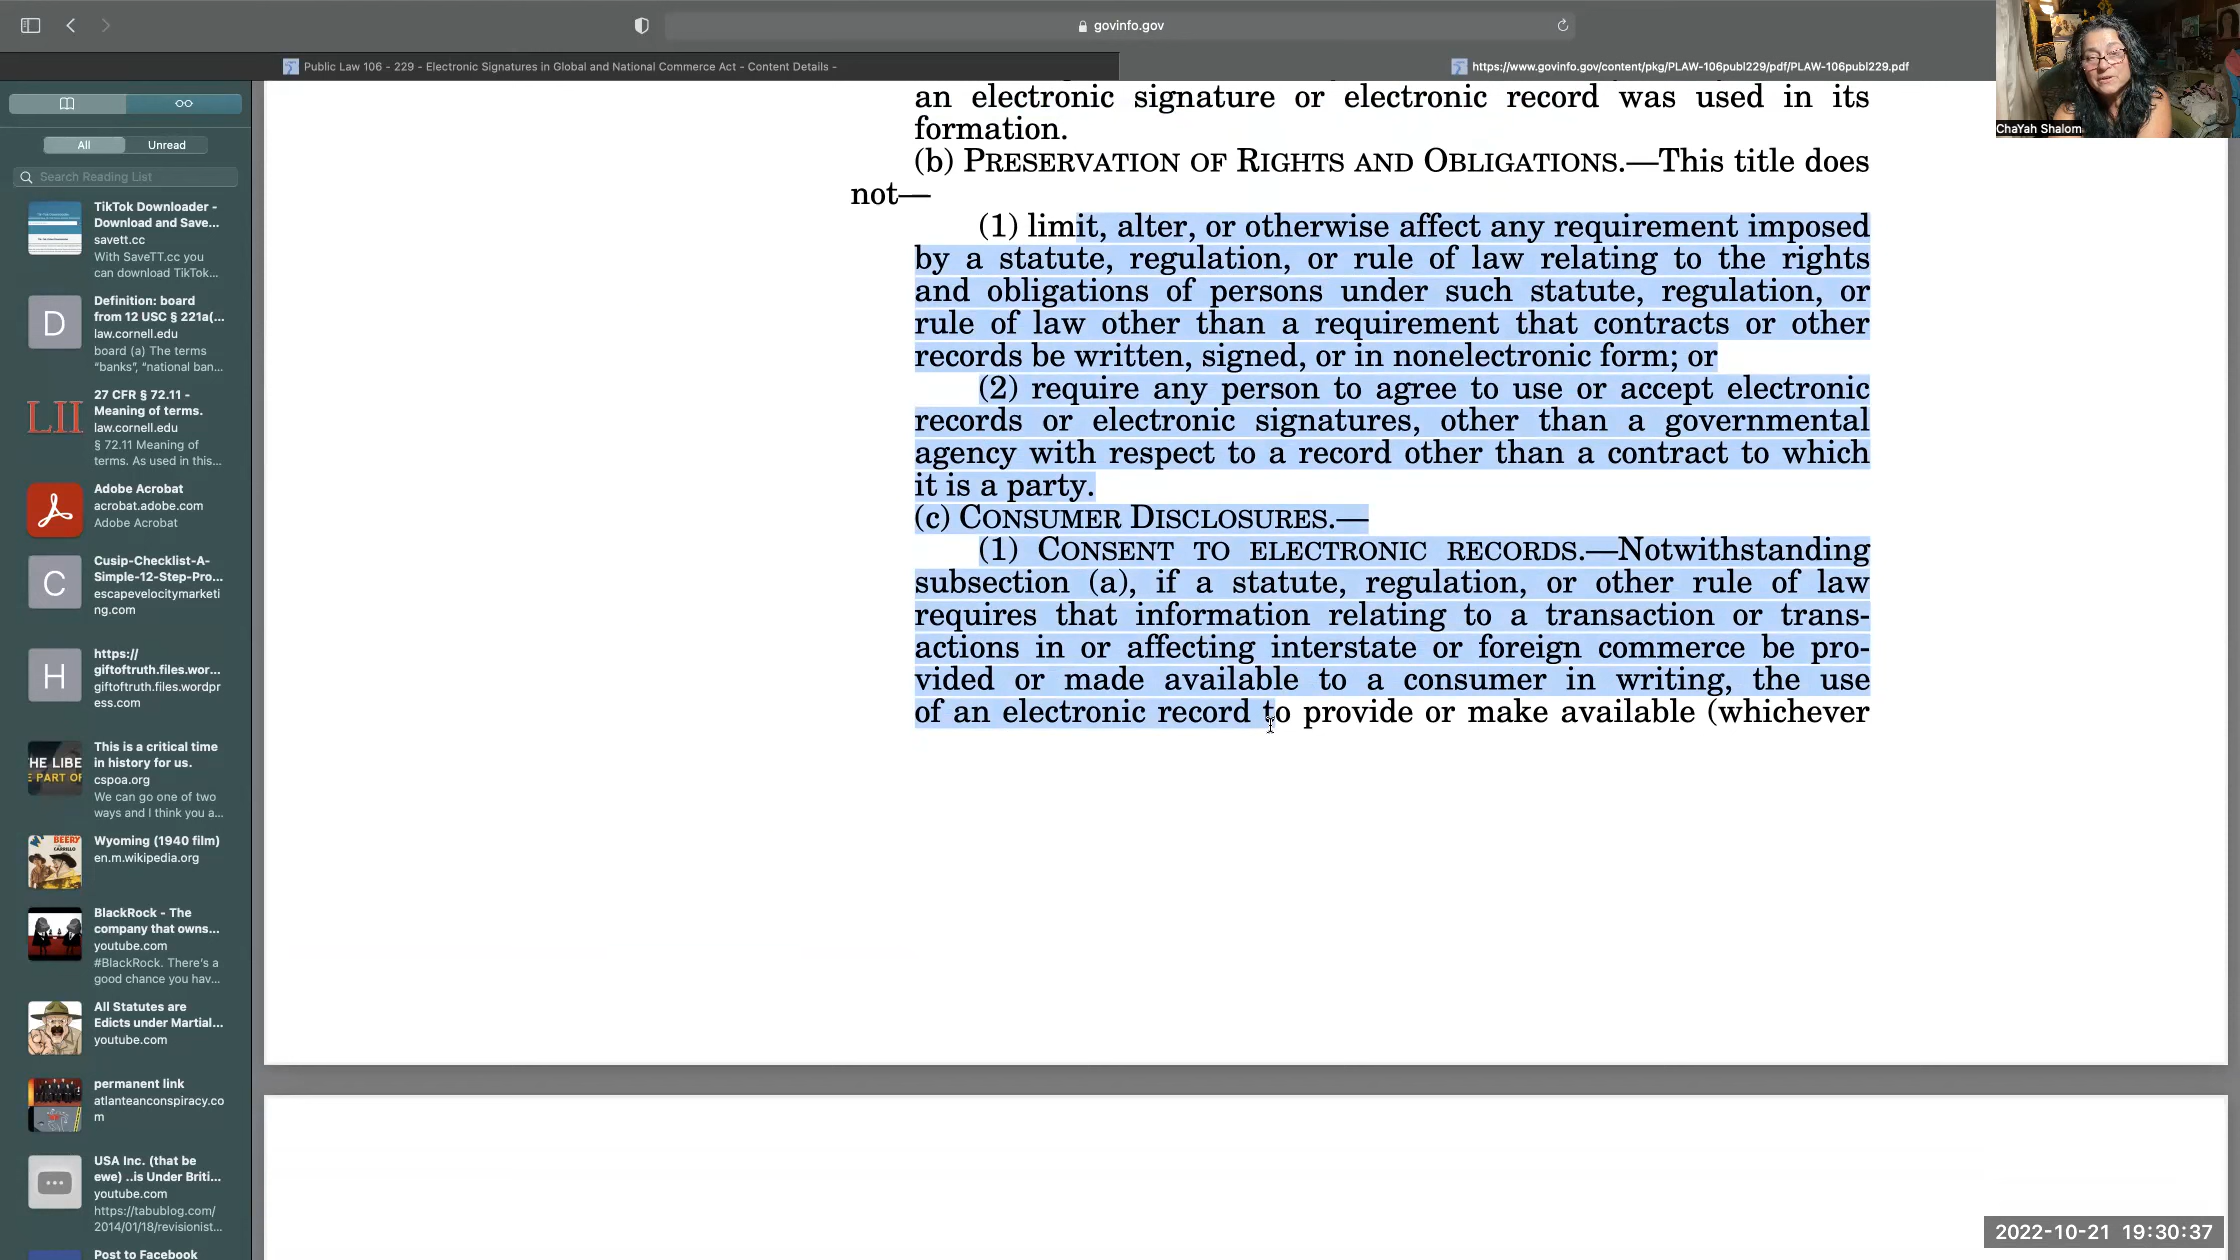 govinfo.gov
Public Law 106 - 229 - Electronic Signatures in Global and National Commerce Act - Content Details -
https://www.govinfo.gov/content/pkg/PLAW-106publ229/pdf/PLAW-106publ229.pdf
ChaYah Shalom
All
Unread
Search Reading List
TikTok Downloader -
Download and Save...
savett.cc
With SaveTT.cc you
can download TikTok...
D
Definition: board
from 12 USC § 221a(...
law.cornell.edu
board (a) The terms
“banks”, “national ban...
LII
27 CFR § 72.11 -
Meaning of terms.
law.cornell.edu
§ 72.11 Meaning of
terms. As used in this...
Adobe Acrobat
acrobat.adobe.com
Adobe Acrobat
C
Cusip-Checklist-A-
Simple-12-Step-Pro...
escapevelocitymarketi
ng.com
H
https://
giftoftruth.files.wor...
giftoftruth.files.wordpr
ess.com
THE LIBE
E PART OF
This is a critical time
in history for us.
cspoa.org
We can go one of two
ways and I think you a...
BEERY
Wyoming (1940 film)
en.m.wikipedia.org
BlackRock - The
company that owns...
youtube.com
#BlackRock. There's a
good chance you hav...
All Statutes are
Edicts under Martial...
youtube.com
permanent link
atlanteanconspiracy.co
m
USA Inc. (that be
ewe) ..is Under Briti...
youtube.com
https://tabublog.com/
2014/01/18/revisionist...
Post to Facebook
an electronic signature or electronic record was used in its
formation.
(b) PRESERVATION OF RIGHTS AND OBLIGATIONS.—This title does
not—
(1) limit, alter, or otherwise affect any requirement imposed
by a statute, regulation, or rule of law relating to the rights
and obligations of persons under such statute, regulation, or
rule of law other than a requirement that contracts or other
records be written, signed, or in nonelectronic form; or
(2) require any person to agree to use or accept electronic
records or electronic signatures, other than a governmental
agency with respect to a record other than a contract to which
it is a party.
(c) CONSUMER DISCLOSURES.—
(1) CONSENT TO ELECTRONIC RECORDS.—Notwithstanding
subsection (a), if a statute, regulation, or other rule of law
requires that information relating to a transaction or trans-
actions in or affecting interstate or foreign commerce be pro-
vided or made available to a consumer in writing, the use
of an electronic record to provide or make available (whichever
2022-10-21 19:30:37